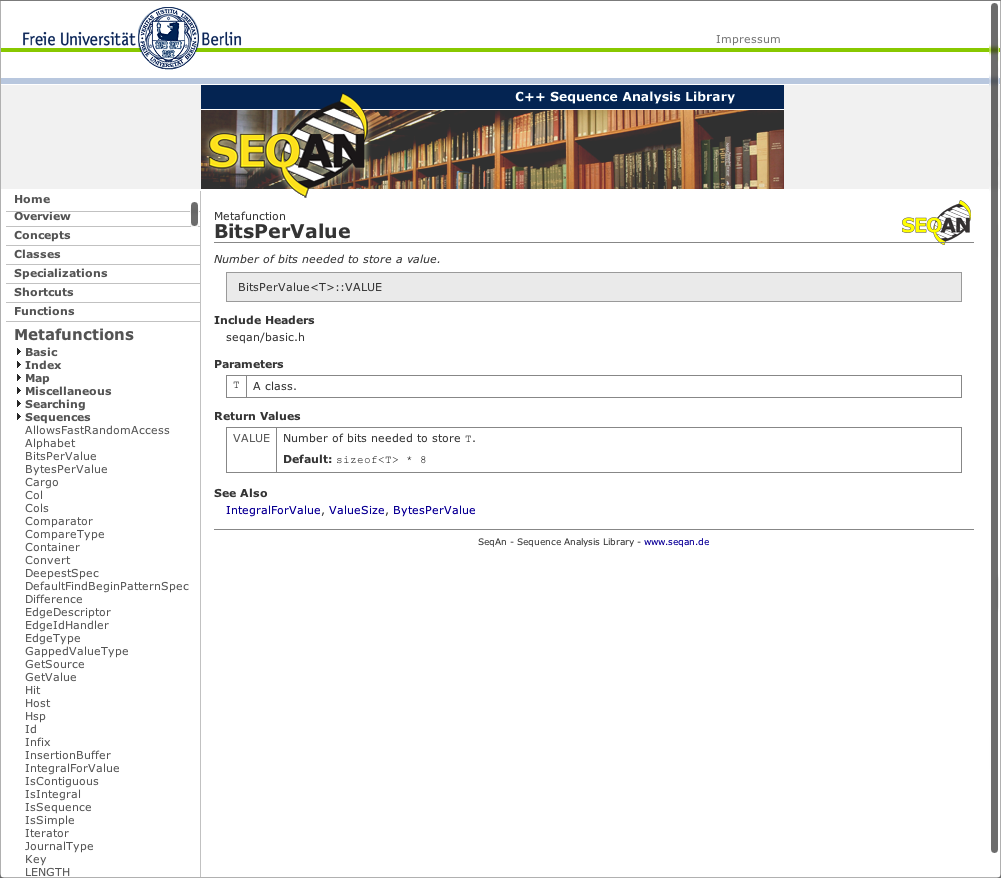 Freie Universität Berlin
Impressum
C++ Sequence Analysis Library
SEQAN
Home
Overview
Concepts
Classes
Specializations
Shortcuts
Functions
Metafunctions
Basic
Index
Map
Miscellaneous
Searching
Sequences
AllowsFastRandomAccess
Alphabet
BitsPerValue
BytesPerValue
Cargo
Col
Cols
Comparator
CompareType
Container
Convert
DeepestSpec
DefaultFindBeginPatternSpec
Difference
EdgeDescriptor
EdgeIdHandler
EdgeType
GappedValueType
GetSource
GetValue
Hit
Host
Hsp
Id
Infix
InsertionBuffer
IntegralForValue
IsContiguous
IsIntegral
IsSequence
IsSimple
Iterator
JournalType
Key
LENGTH
Metafunction
BitsPerValue
SEQAN
Number of bits needed to store a value.
BitsPerValue<T>::VALUE
Include Headers
seqan/basic.h
Parameters
T A class.
Return Values
VALUE Number of bits needed to store T.
Default: sizeof<T> * 8
See Also
IntegralForValue, ValueSize, BytesPerValue
SeqAn - Sequence Analysis Library - www.seqan.de